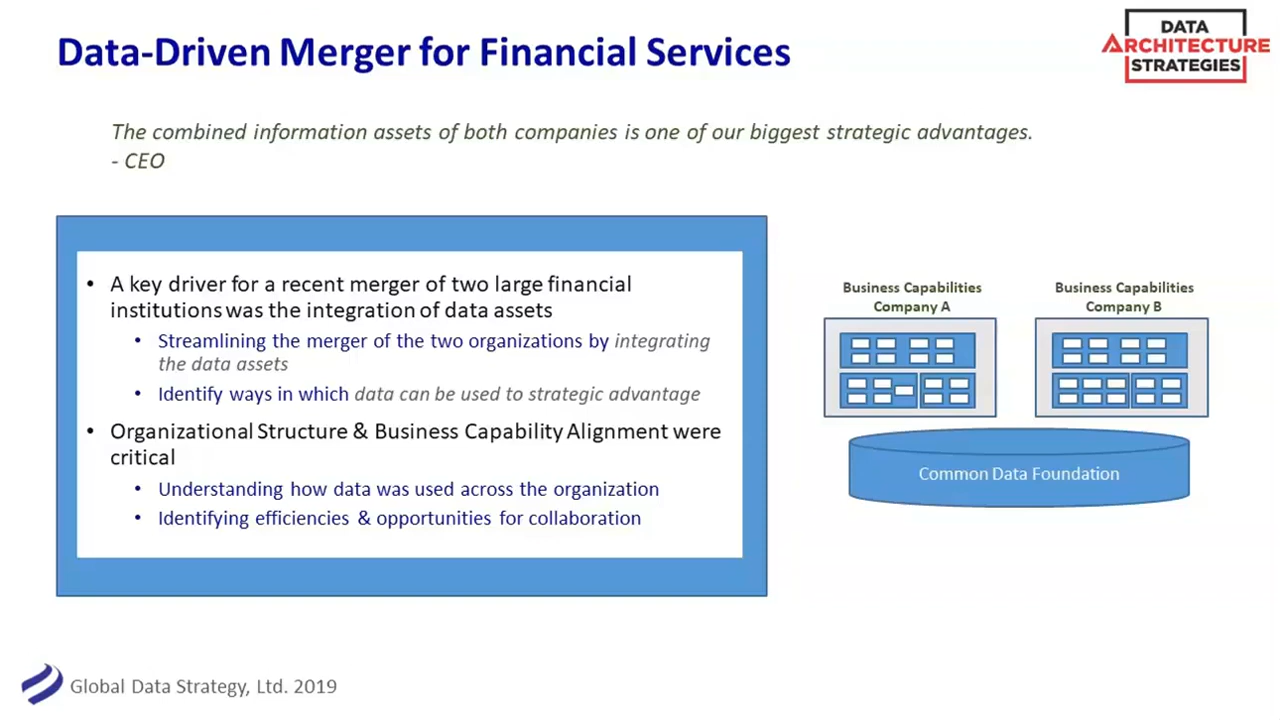 Data-Driven Merger for Financial Services
DATA
ARCHITECTURE
STRATEGIES
The combined information assets of both companies is one of our biggest strategic advantages.
- CEO
• A key driver for a recent merger of two large financial
institutions was the integration of data assets
• Streamlining the merger of the two organizations by integrating
the data assets
• Identify ways in which data can be used to strategic advantage
• Organizational Structure & Business Capability Alignment were
critical
• Understanding how data was used across the organization
• Identifying efficiencies & opportunities for collaboration
Business Capabilities
Company A
Business Capabilities
Company B
Common Data Foundation
Global Data Strategy, Ltd. 2019